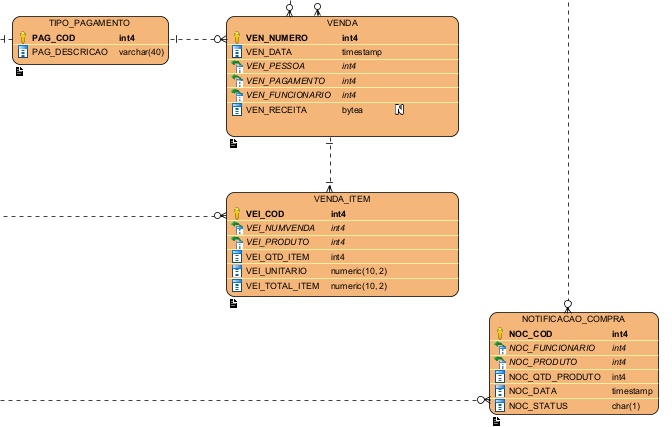 TIPO_PAGAMENTO
PAG_COD int4
PAG_DESCRICAO varchar(40)
VENDA
VEN_NUMERO int4
VEN_DATA timestamp
VEN_PESSOA int4
VEN_PAGAMENTO int4
VEN_FUNCIONARIO int4
VEN_RECEITA bytea N
VENDA_ITEM
VEI_COD int4
VEI_NUMVENDA int4
VEI_PRODUTO int4
VEI_QTD_ITEM int4
VEI_UNITARIO numeric(10, 2)
VEI_TOTAL_ITEM numeric(10, 2)
NOTIFICACAO_COMPRA
NOC_COD int4
NOC_FUNCIONARIO int4
NOC_PRODUTO int4
NOC_QTD_PRODUTO int4
NOC_DATA timestamp
NOC_STATUS char(1)